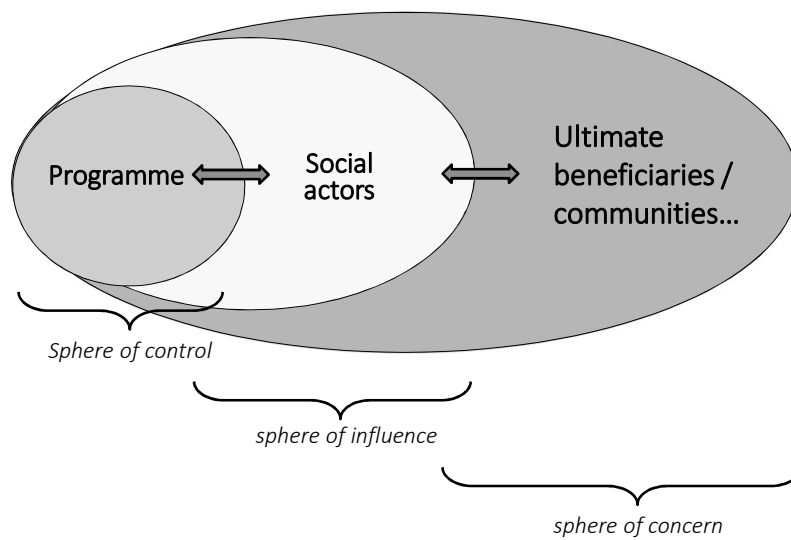 Programme
Social
actors
Ultimate
beneficiaries /
communities...
Sphere of control
sphere of influence
sphere of concern